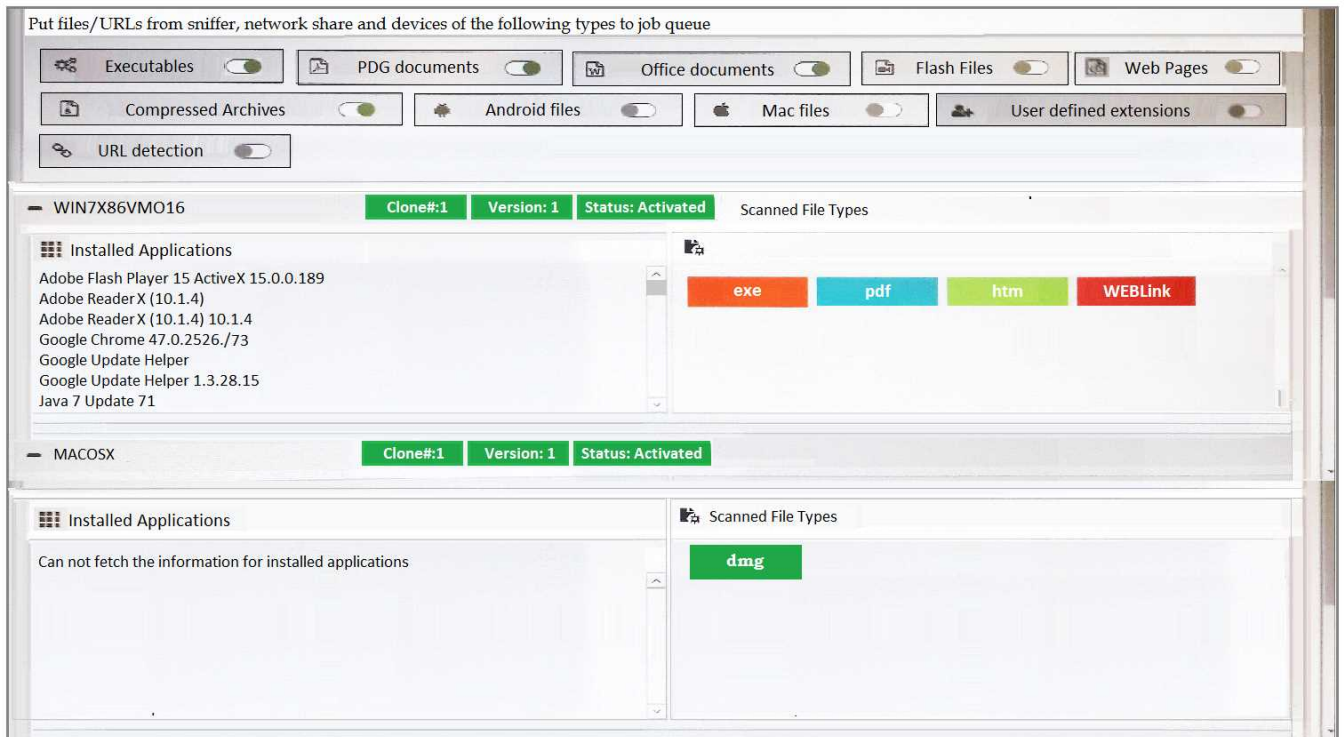 Put files/URLs from sniffer, network share and devices of the following types to job queue
Executables PDG documents Office documents Flash Files Web Pages
Compressed Archives Android files Mac files User defined extensions
URL detection
WIN7X86VMO16 Clone#:1 Version: 1 Status: Activated Scanned File Types
Installed Applications
Adobe Flash Player 15 ActiveX 15.0.0.189
Adobe Reader X (10.1.4)
Adobe Reader X (10.1.4) 10.1.4
Google Chrome 47.0.2526./73
Google Update Helper
Google Update Helper 1.3.28.15
Java 7 Update 71
exe pdf htm WEBLink
MACOSX Clone#:1 Version: 1 Status: Activated
Installed Applications
Can not fetch the information for installed applications
Scanned File Types
dmg